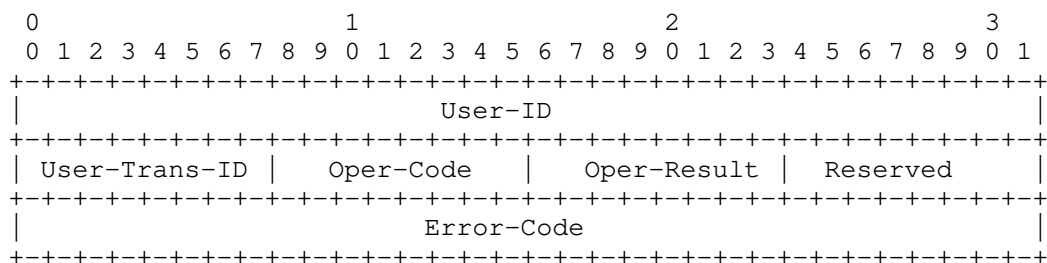 0                   1                   2                   3
0 1 2 3 4 5 6 7 8 9 0 1 2 3 4 5 6 7 8 9 0 1 2 3 4 5 6 7 8 9 0 1
+-+-+-+-+-+-+-+-+-+-+-+-+-+-+-+-+-+-+-+-+-+-+-+-+-+-+-+-+-+-+-+-+
|                           User-ID                              |
+-+-+-+-+-+-+-+-+-+-+-+-+-+-+-+-+-+-+-+-+-+-+-+-+-+-+-+-+-+-+-+-+
| User-Trans-ID |   Oper-Code   |   Oper-Result |  Reserved     |
+-+-+-+-+-+-+-+-+-+-+-+-+-+-+-+-+-+-+-+-+-+-+-+-+-+-+-+-+-+-+-+-+
|                         Error-Code                            |
+-+-+-+-+-+-+-+-+-+-+-+-+-+-+-+-+-+-+-+-+-+-+-+-+-+-+-+-+-+-+-+-+